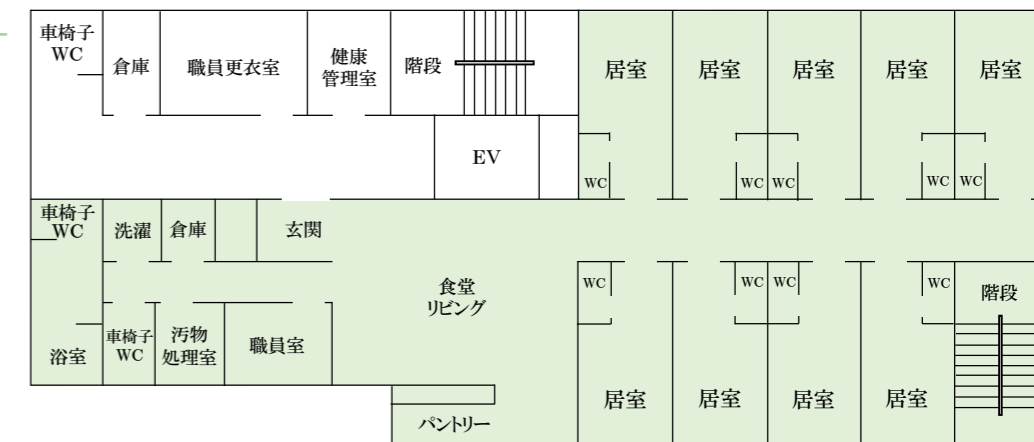 車椅子
WC
倉庫
職員更衣室
健康
管理室
階段
居室
居室
居室
居室
居室
EV
WC
WC
WC
WC
WC
車椅子
WC
洗濯
倉庫
玄関
食堂
リビング
WC
WC
WC
WC
階段
浴室
車椅子
WC
汚物
処理室
職員室
居室
居室
居室
居室
パントリー